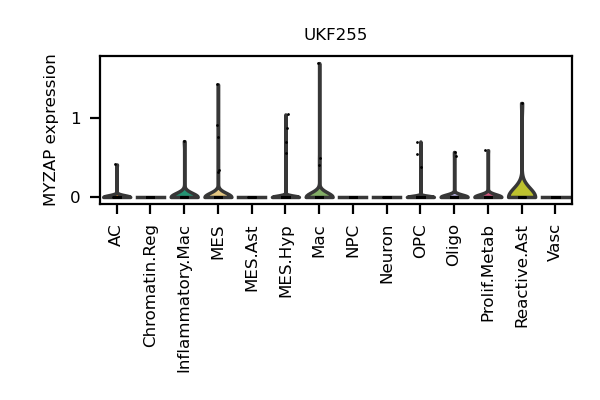 UKF255
MYZAP expression
1
0
AC
Chromatin.Reg
Inflammatory.Mac
MES
MES.Ast
MES.Hyp
Mac
NPC
Neuron
OPC
Oligo
Prolif.Metab
Reactive.Ast
Vasc